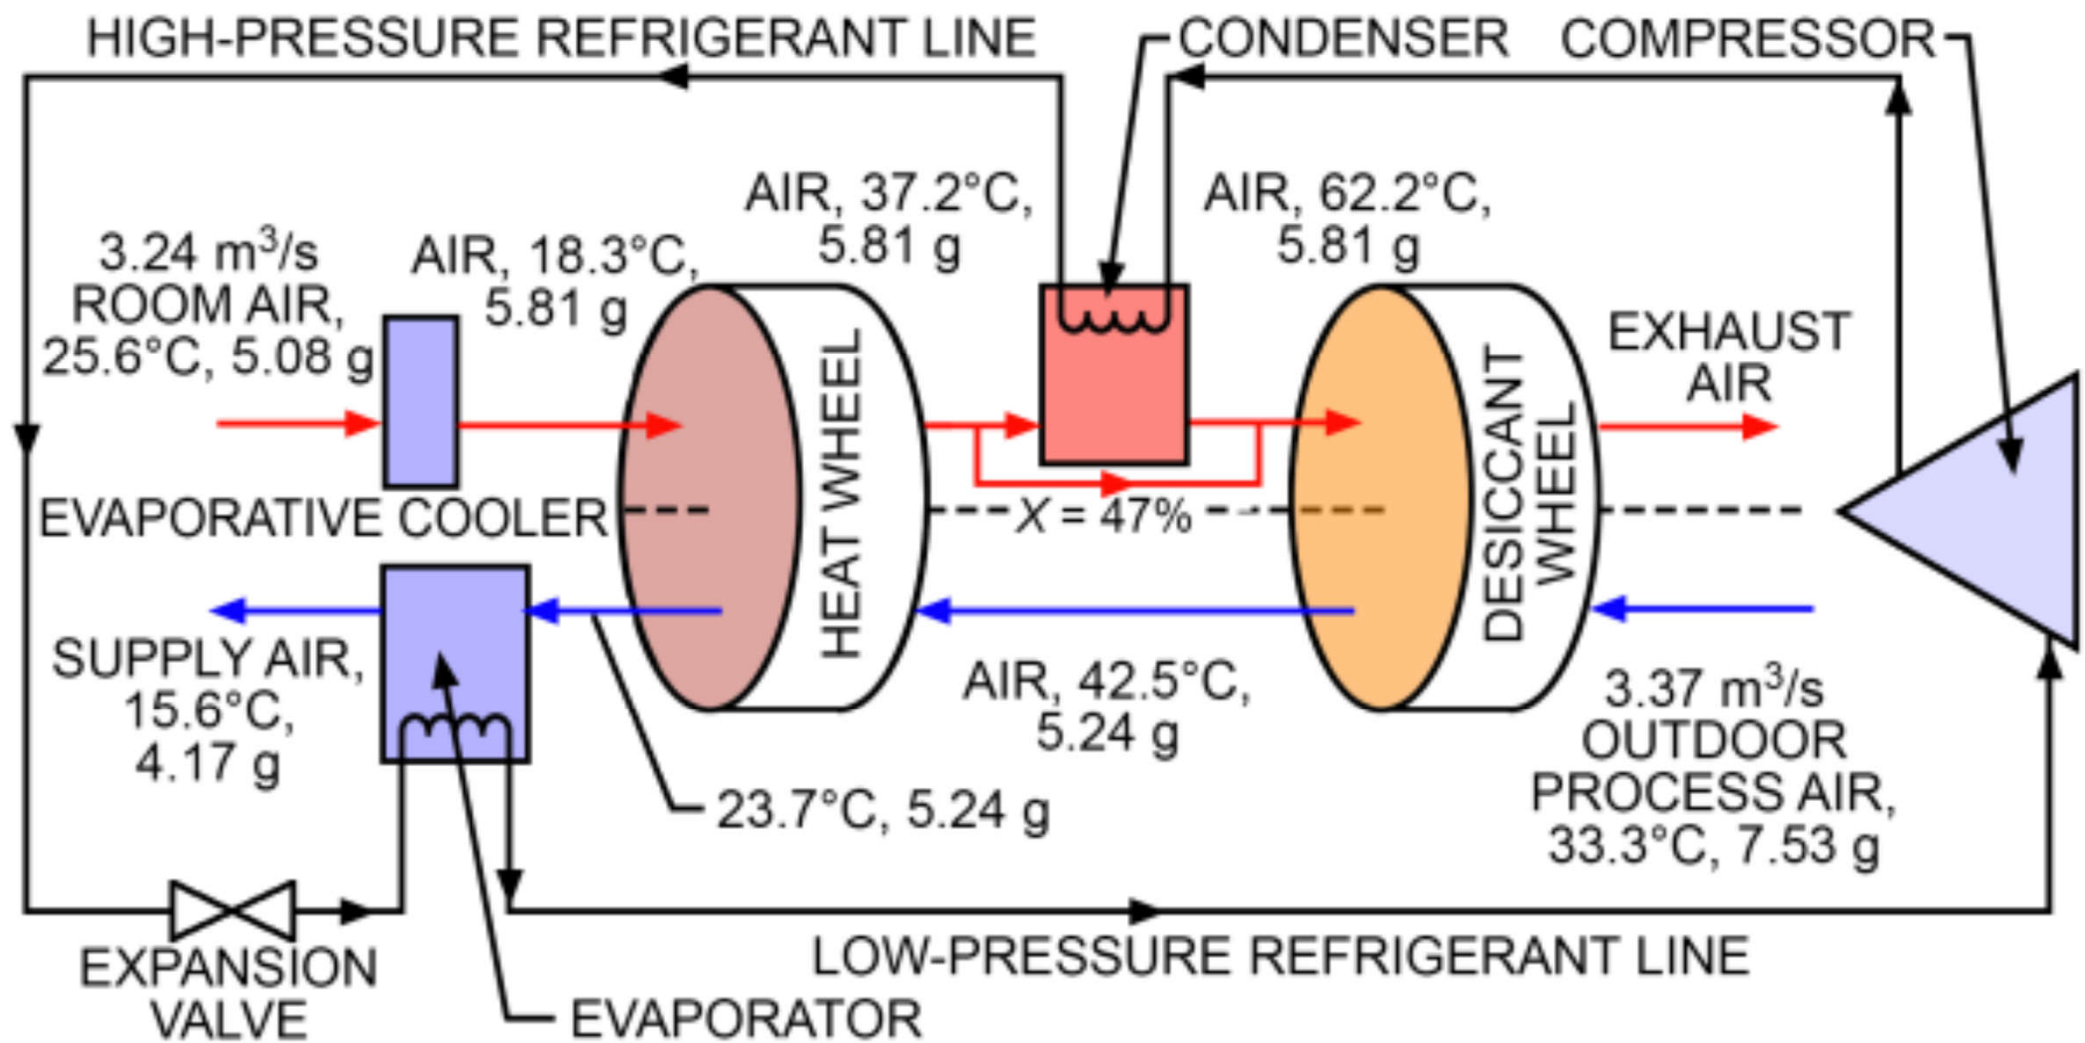 HIGH-PRESSURE REFRIGERANT LINE
CONDENSER
COMPRESSOR
AIR, 37.2°C,
5.81 g
AIR, 62.2°C,
5.81 g
3.24 m³/s
ROOM AIR,
25.6°C, 5.08 g
AIR, 18.3°C,
5.81 g
HEAT WHEEL
DESICCANT
WHEEL
EXHAUST
AIR
EVAPORATIVE COOLER
X = 47%
SUPPLY AIR,
15.6°C,
4.17 g
AIR, 42.5°C,
5.24 g
3.37 m³/s
OUTDOOR
PROCESS AIR,
33.3°C, 7.53 g
23.7°C, 5.24 g
EXPANSION
VALVE
LOW-PRESSURE REFRIGERANT LINE
EVAPORATOR